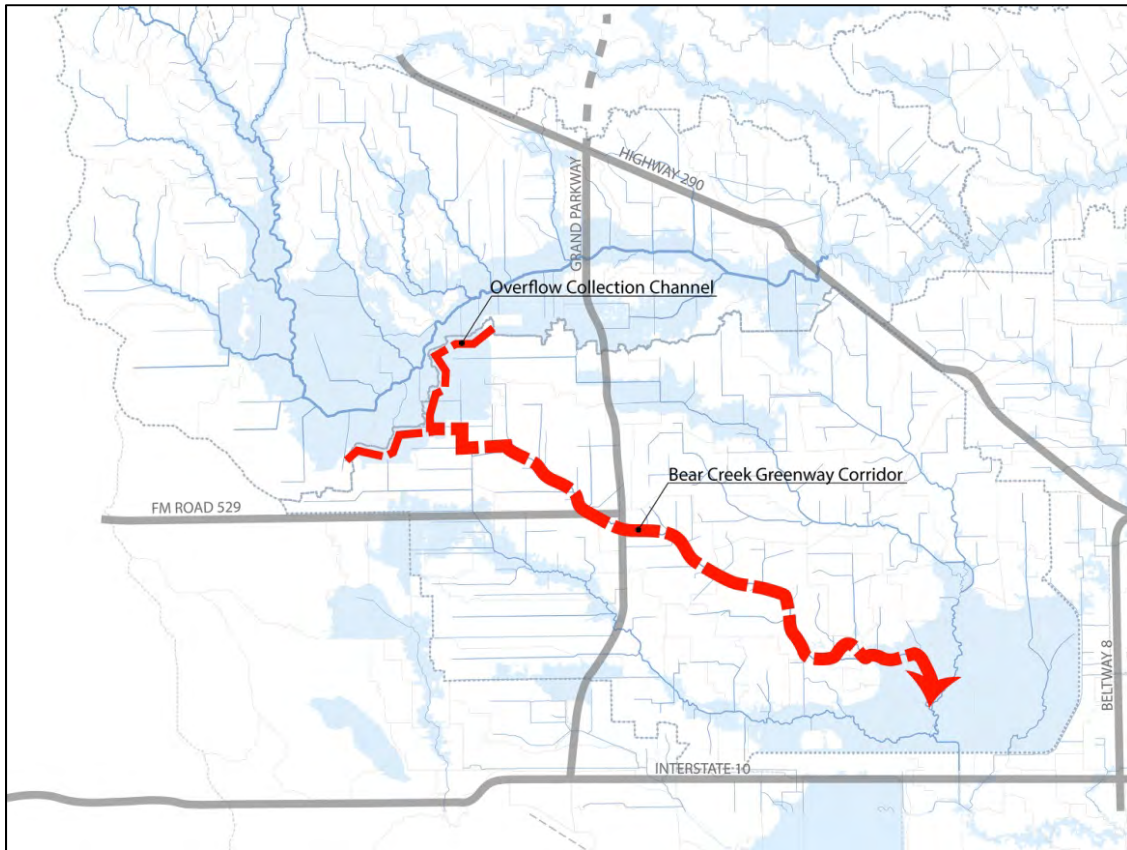 HIGHWAY 290
GRAND PARKWAY
Overflow Collection Channel
Bear Creek Greenway Corridor
FM ROAD 529
BELTWAY 8
INTERSTATE 10